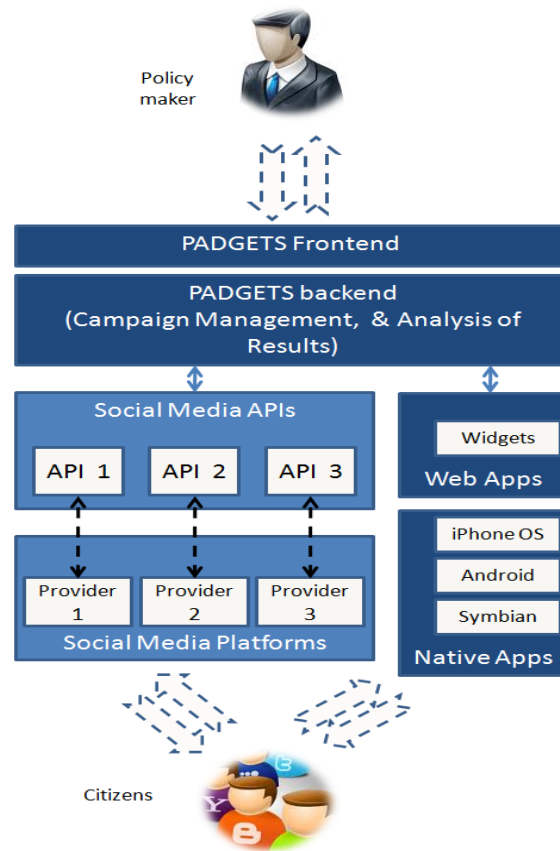 Policy
maker
PADGETS Frontend
PADGETS backend
(Campaign Management, & Analysis of
Results)
Social Media APIs
API 1
API 2
API 3
Widgets
Web Apps
Provider
1
Provider
2
Provider
3
Social Media Platforms
iPhone OS
Android
Symbian
Native Apps
Citizens